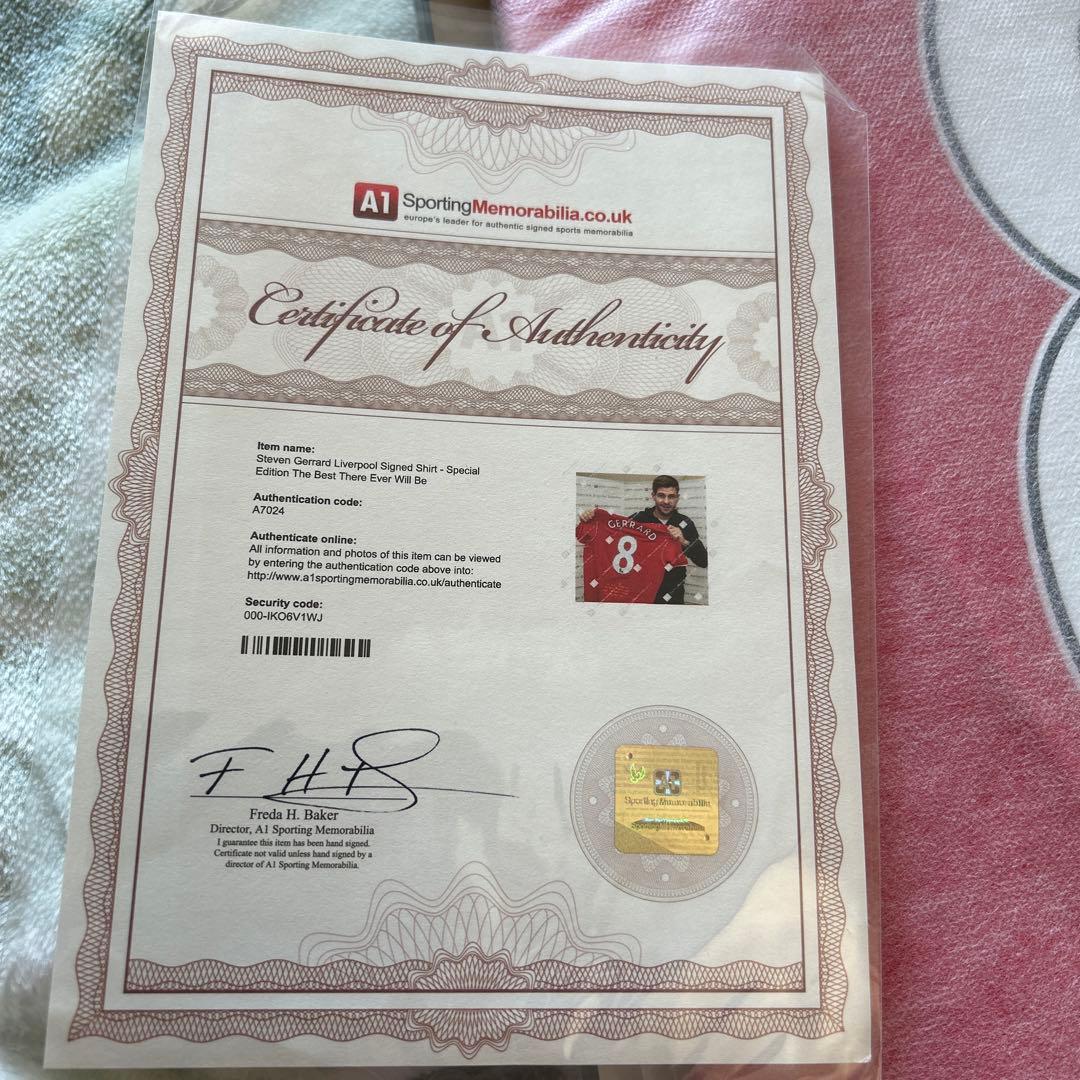 A1 SportingMemorabilia.co.uk
europe's leader for authentic signed sports memorabilia
Certificate of Authenticity
Item name:
Steven Gerrard Liverpool Signed Shirt - Special
Edition The Best There Ever Will Be
Authentication code:
A7024
Authenticate online:
All information and photos of this item can be viewed
by entering the authentication code above into:
http://www.a1sportingmemorabilia.co.uk/authenticate
Security code:
000-IKO6V1WJ
GERRARD
8
F H B
Freda H. Baker
Director, A1 Sporting Memorabilia
I guarantee this item has been hand signed.
Certificate not valid unless hand signed by a
director of A1 Sporting Memorabilia.
Sporting Memorabilia